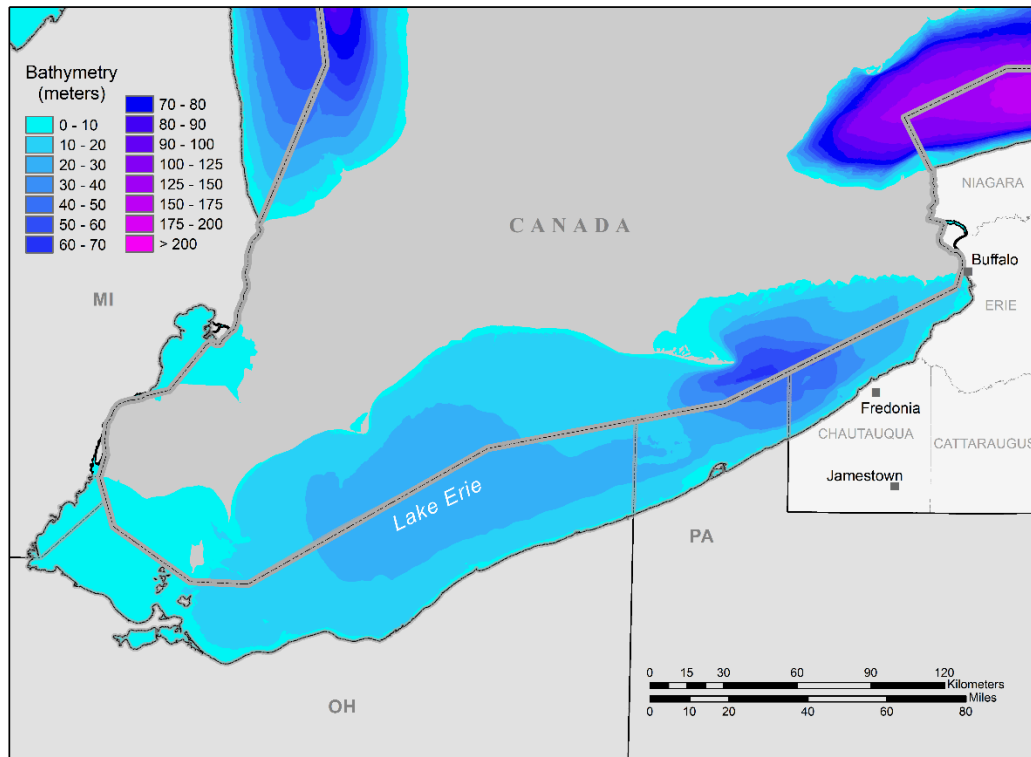 Bathymetry
(meters)
0 - 10
10 - 20
20 - 30
30 - 40
40 - 50
50 - 60
60 - 70
70 - 80
80 - 90
90 - 100
100 - 125
125 - 150
150 - 175
175 - 200
> 200
CANADA
NIAGARA
Buffalo
ERIE
MI
Fredonia
CHAUTAUQUA
CATTARAUGUS
Jamestown
Lake Erie
PA
OH
0 15 30 60 90 120
Kilometers
Miles
0 10 20 40 60 80